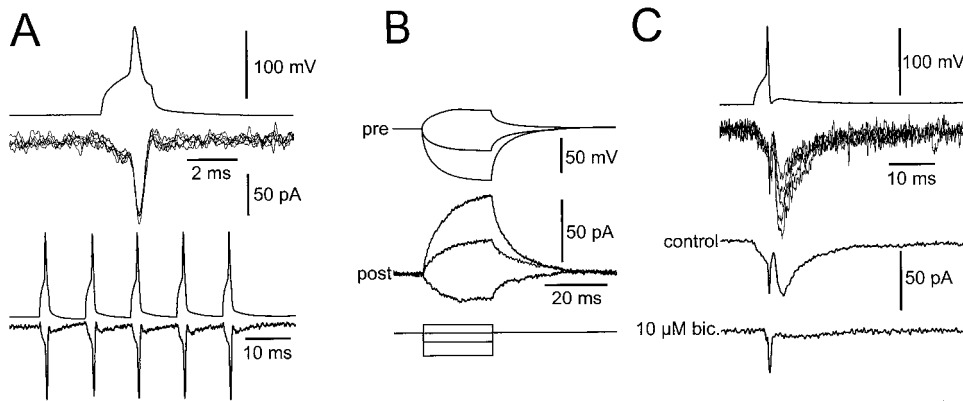 A
100 mV
2 ms
50 pA
10 ms
B
pre
50 mV
50 pA
post
20 ms
C
100 mV
10 ms
control
50 pA
10 µM bic.